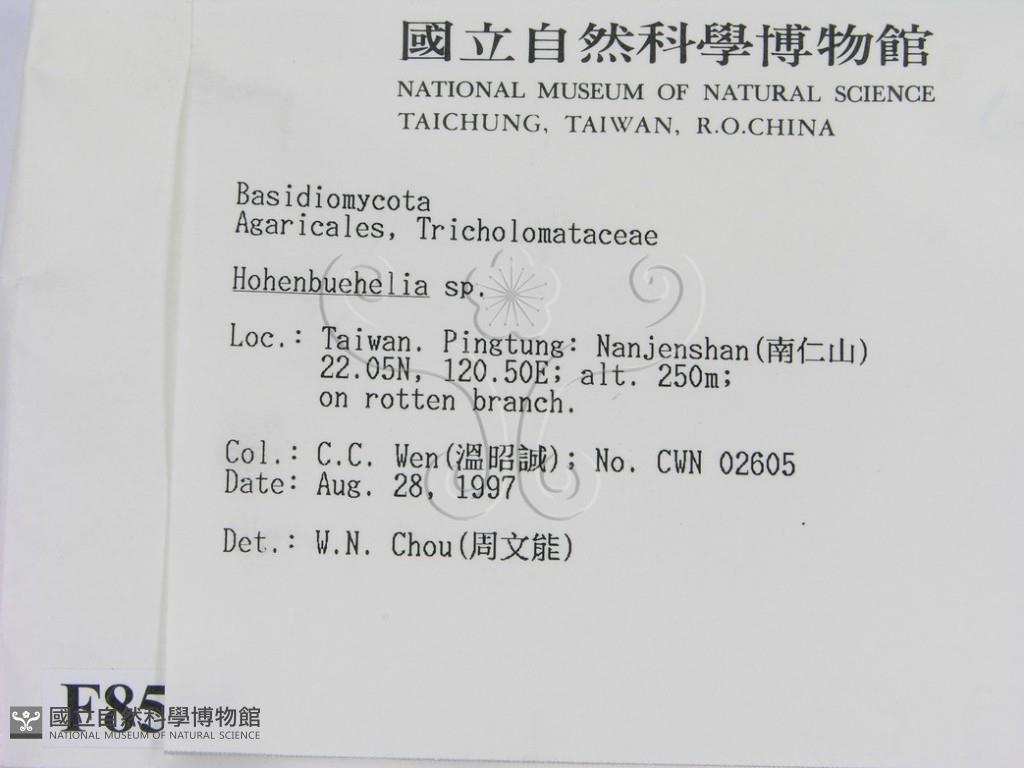 國立自然科學博物館
NATIONAL MUSEUM OF NATURAL SCIENCE
TAICHUNG, TAIWAN, R.O.CHINA
Basidiomycota
Agaricales, Tricholomataceae
Hohenbuehelia sp.
Loc.: Taiwan. Pingtung: Nanjenshan(南仁山)
22.05N, 120.50E; alt. 250m;
on rotten branch.
Col.: C.C. Wen(溫昭誠); No. CWN 02605
Date: Aug. 28, 1997
Det.: W.N. Chou(周文能)
F85
國立自然科學博物館
NATIONAL MUSEUM OF NATURAL SCIENCE